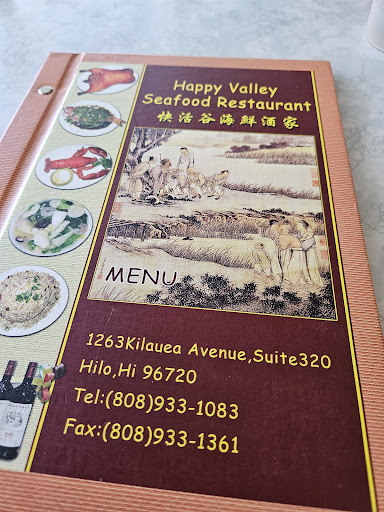 Happy Valley
Seafood Restaurant
快活谷海鮮酒家
MENU
1263Kilauea Avenue,Suite320
Hilo,Hi 96720
Tel:(808)933-1083
Fax:(808)933-1361